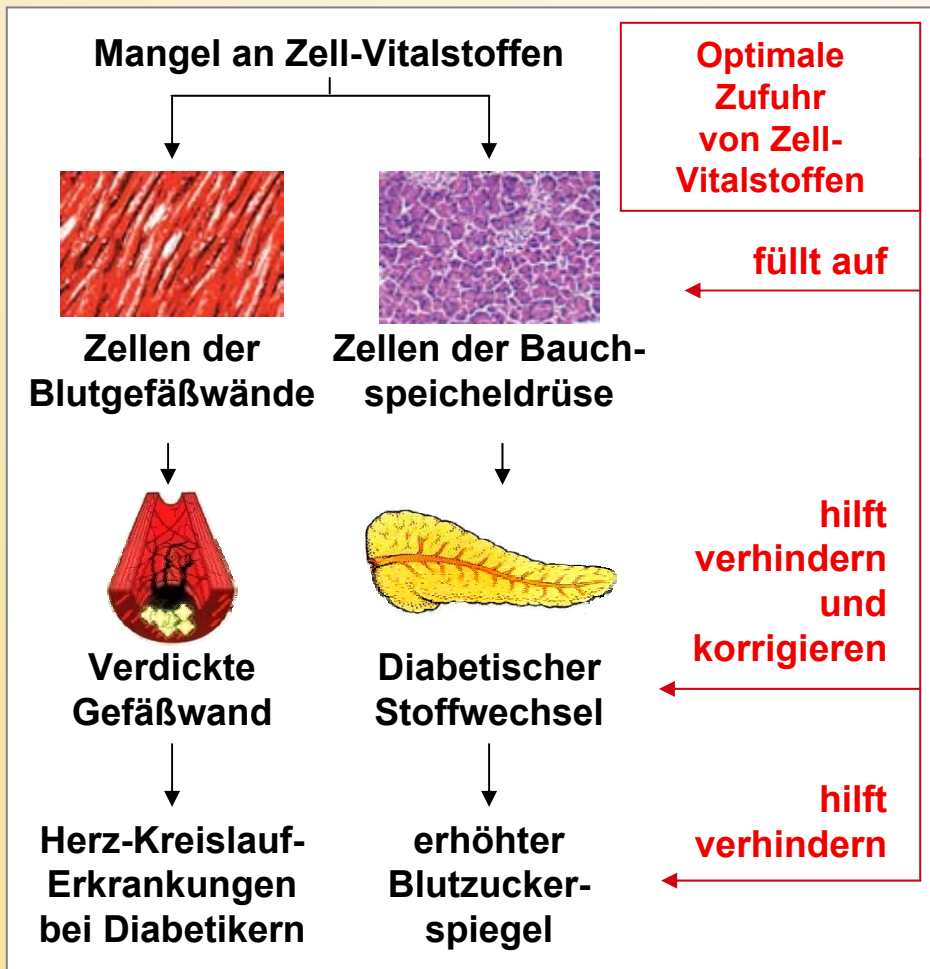 Mangel an Zell-Vitalstoffen
Optimale
Zufuhr
von Zell-
Vitalstoffen
füllt auf
Zellen der
Blutgefäßwände
Zellen der Bauch-
speicheldrüse
hilft
verhindern
und
korrigieren
Verdickte
Gefäßwand
Diabetischer
Stoffwechsel
hilft
verhindern
Herz-Kreislauf-
Erkrankungen
bei Diabetikern
erhöhter
Blutzucker-
spiegel